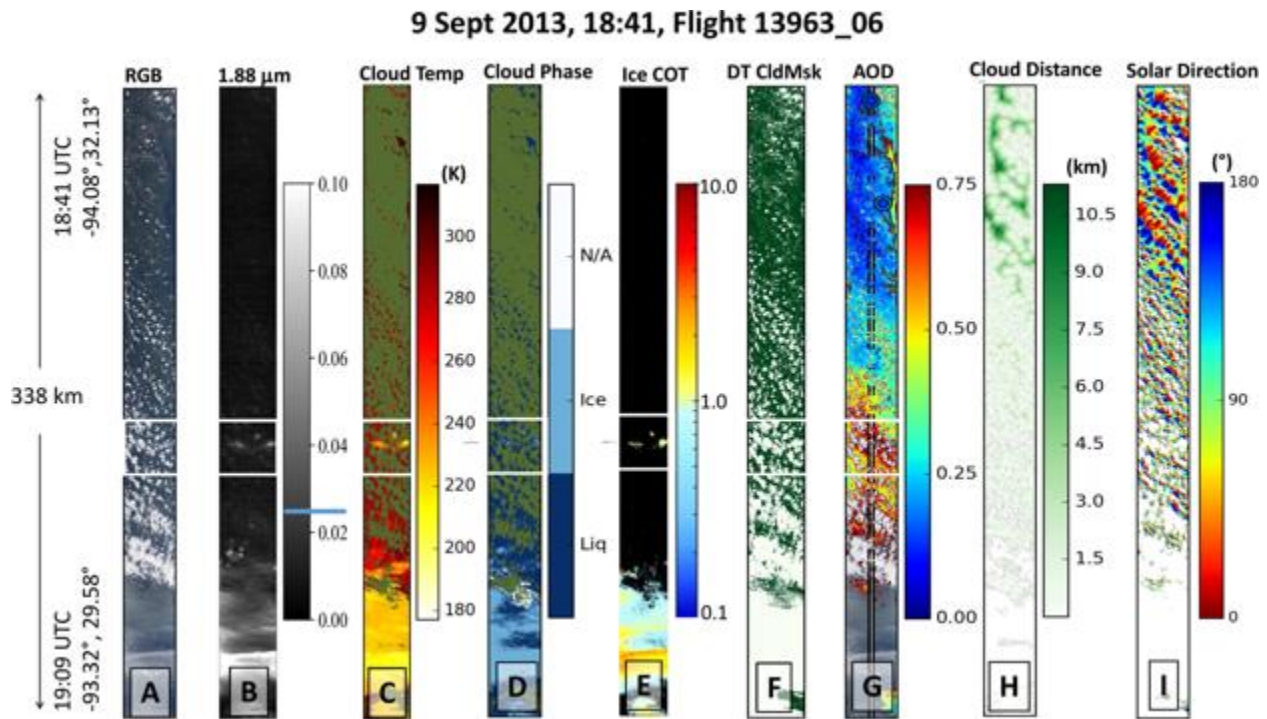 9 Sept 2013, 18:41, Flight 13963_06
RGB
1.88 μm
Cloud Temp
Cloud Phase
Ice COT
DT CldMsk
AOD
Cloud Distance
Solar Direction
18:41 UTC
-94.08°,32.13°
338 km
19:09 UTC
-93.32°, 29.58°
0.10
0.08
0.06
0.04
0.02
0.00
(K)
300
280
260
240
220
200
180
N/A
Ice
Liq
10.0
1.0
0.1
0.75
0.50
0.25
0.00
(km)
10.5
9.0
7.5
6.0
4.5
3.0
1.5
(°)
180
90
0
A
B
C
D
E
F
G
H
I